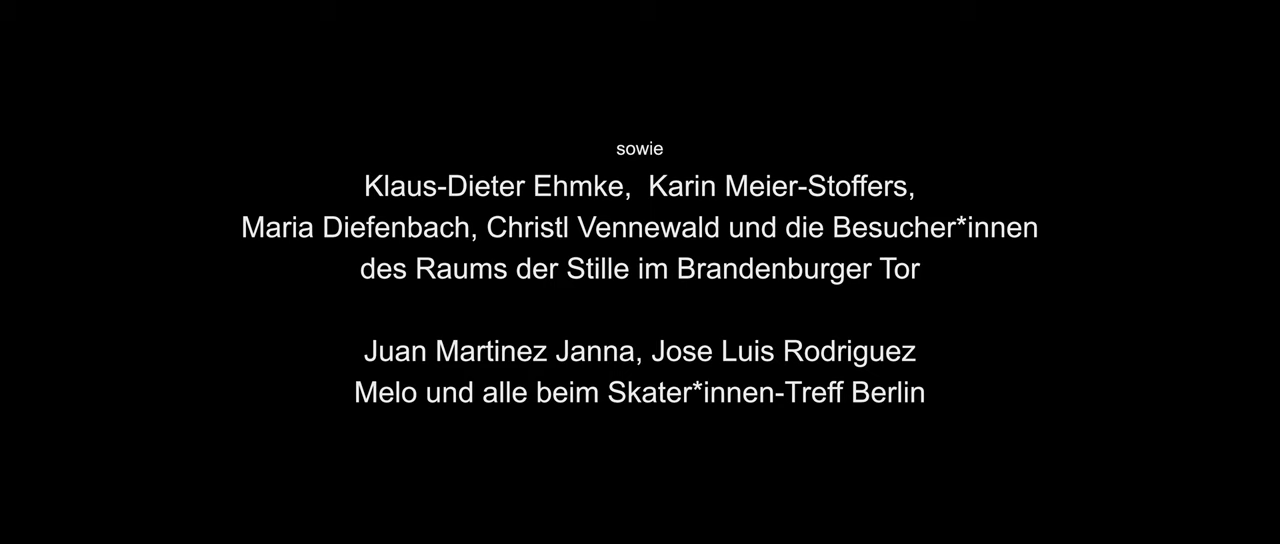 sowie
Klaus-Dieter Ehmke,  Karin Meier-Stoffers,
Maria Diefenbach, Christl Vennewald und die Besucher*innen
des Raums der Stille im Brandenburger Tor
Juan Martinez Janna, Jose Luis Rodriguez
Melo und alle beim Skater*innen-Treff Berlin